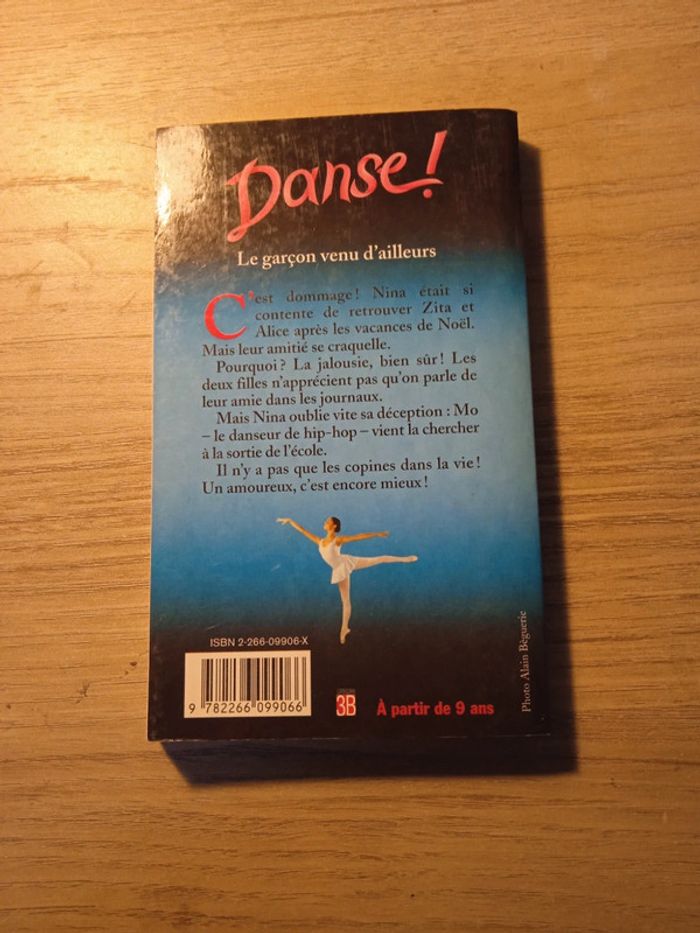 Danse!
Le garçon venu d'ailleurs
C'est dommage! Nina était si
contente de retrouver Zita et
Alice après les vacances de Noël.
Mais leur amitié se craquelle.
Pourquoi? La jalousie, bien sûr! Les
deux filles n'apprécient pas qu'on parle de
leur amie dans les journaux.
Mais Nina oublie vite sa déception : Mo
– le danseur de hip-hop – vient la chercher
à la sortie de l'école.
Il n'y a pas que les copines dans la vie!
Un amoureux, c'est encore mieux!
Photo Alain Bèguerie
ISBN 2-266-09906-X
9 782266 099066
3B
À partir de 9 ans